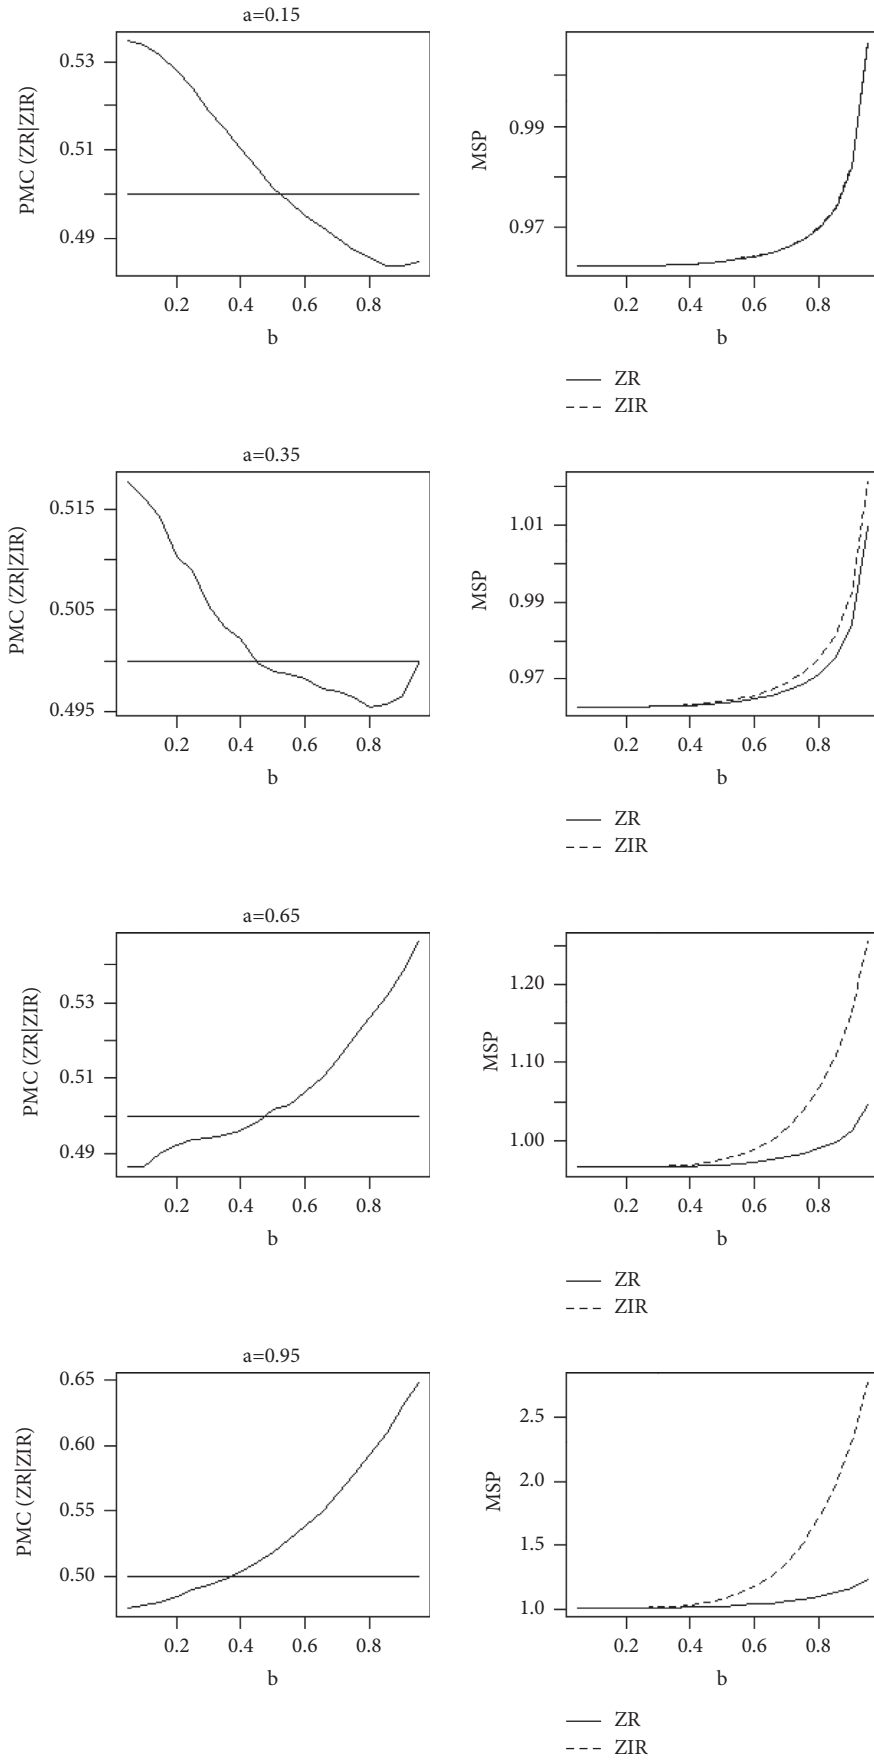 a=0.15
PMC (ZR|ZIR)
0.53
0.51
0.49
0.2 0.4 0.6 0.8
b
MSP
0.99
0.97
0.2 0.4 0.6 0.8
b
ZR
ZIR
a=0.35
PMC (ZR|ZIR)
0.515
0.505
0.495
0.2 0.4 0.6 0.8
b
MSP
1.01
0.99
0.97
0.2 0.4 0.6 0.8
b
ZR
ZIR
a=0.65
PMC (ZR|ZIR)
0.53
0.51
0.49
0.2 0.4 0.6 0.8
b
MSP
1.20
1.10
1.00
0.2 0.4 0.6 0.8
b
ZR
ZIR
a=0.95
PMC (ZR|ZIR)
0.65
0.60
0.55
0.50
0.2 0.4 0.6 0.8
b
MSP
2.5
2.0
1.5
1.0
0.2 0.4 0.6 0.8
b
ZR
ZIR